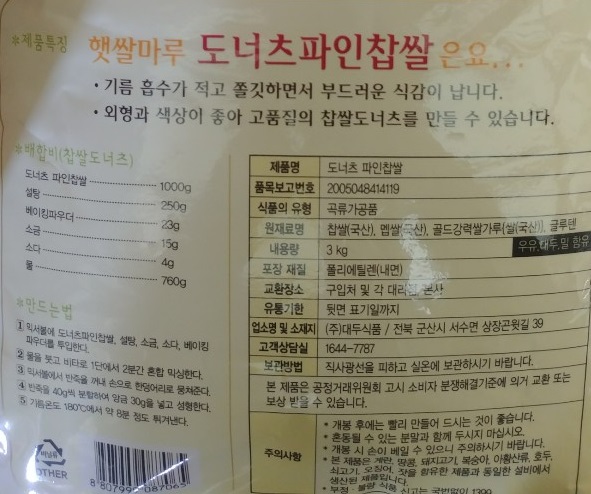 *제품특징
햇쌀마루 도너츠파인찹쌀은요...
· 기름 흡수가 적고 쫄깃하면서 부드러운 식감이 납니다.
· 외형과 색상이 좋아 고품질의 찹쌀도너츠를 만들 수 있습니다.
*배합비(찹쌀도너츠)
도너츠 파인찹쌀 1000g
설탕 250g
베이킹파우더 23g
소금 15g
소다 4g
물 760g
*만드는법
① 믹서볼에 도너츠파인찹쌀, 설탕, 소금, 소다, 베이킹
파우더를 투입한다.
② 물을 붓고 비타로 1단에서 2분간 혼합 믹싱한다.
③ 믹서볼에서 반죽을 꺼내 손으로 한덩어리로 뭉쳐준다.
④ 반죽을 40g씩 분할하여 앙금 30g을 넣고 성형한다.
⑤ 기름온도 180℃에서 약 8분 정도 튀겨낸다.
비닐류
OTHER
제품명 도너츠 파인찹쌀
품목보고번호 2005048414119
식품의 유형 곡류가공품
원재료명 찹쌀(국산), 멥쌀(국산), 골드강력쌀가루(쌀(국산)), 글루텐
우유,대두,밀 함유
내용량 3 kg
포장 재질 폴리에틸렌(내면)
교환장소 구입처 및 각 대리점, 본사
유통기한 뒷면 표기일까지
업소명 및 소재지 (주)대두식품 / 전북 군산시 서수면 상장곤윗길 39
고객상담실 1644-7787
보관방법 직사광선을 피하고 실온에 보관하시기 바랍니다.
본 제품은 공정거래위원회 고시 소비자 분쟁해결기준에 의거 교환 또는
보상 받을 수 있습니다.
주의사항
• 개봉 후에는 빨리 만들어 드시는 것이 좋습니다.
• 혼동될 수 있는 분말과 함께 두시지 마십시오.
• 개봉 시 손이 베일 수 있으니 주의하시기 바랍니다.
• 본 제품은 계란, 땅콩, 돼지고기, 복숭아, 아황산류, 호두,
쇠고기, 오징어, 잣을 함유한 제품과 동일한 설비에서
생산된 제품입니다.
• 부정·불량 식품 신고는 국번없이 1399